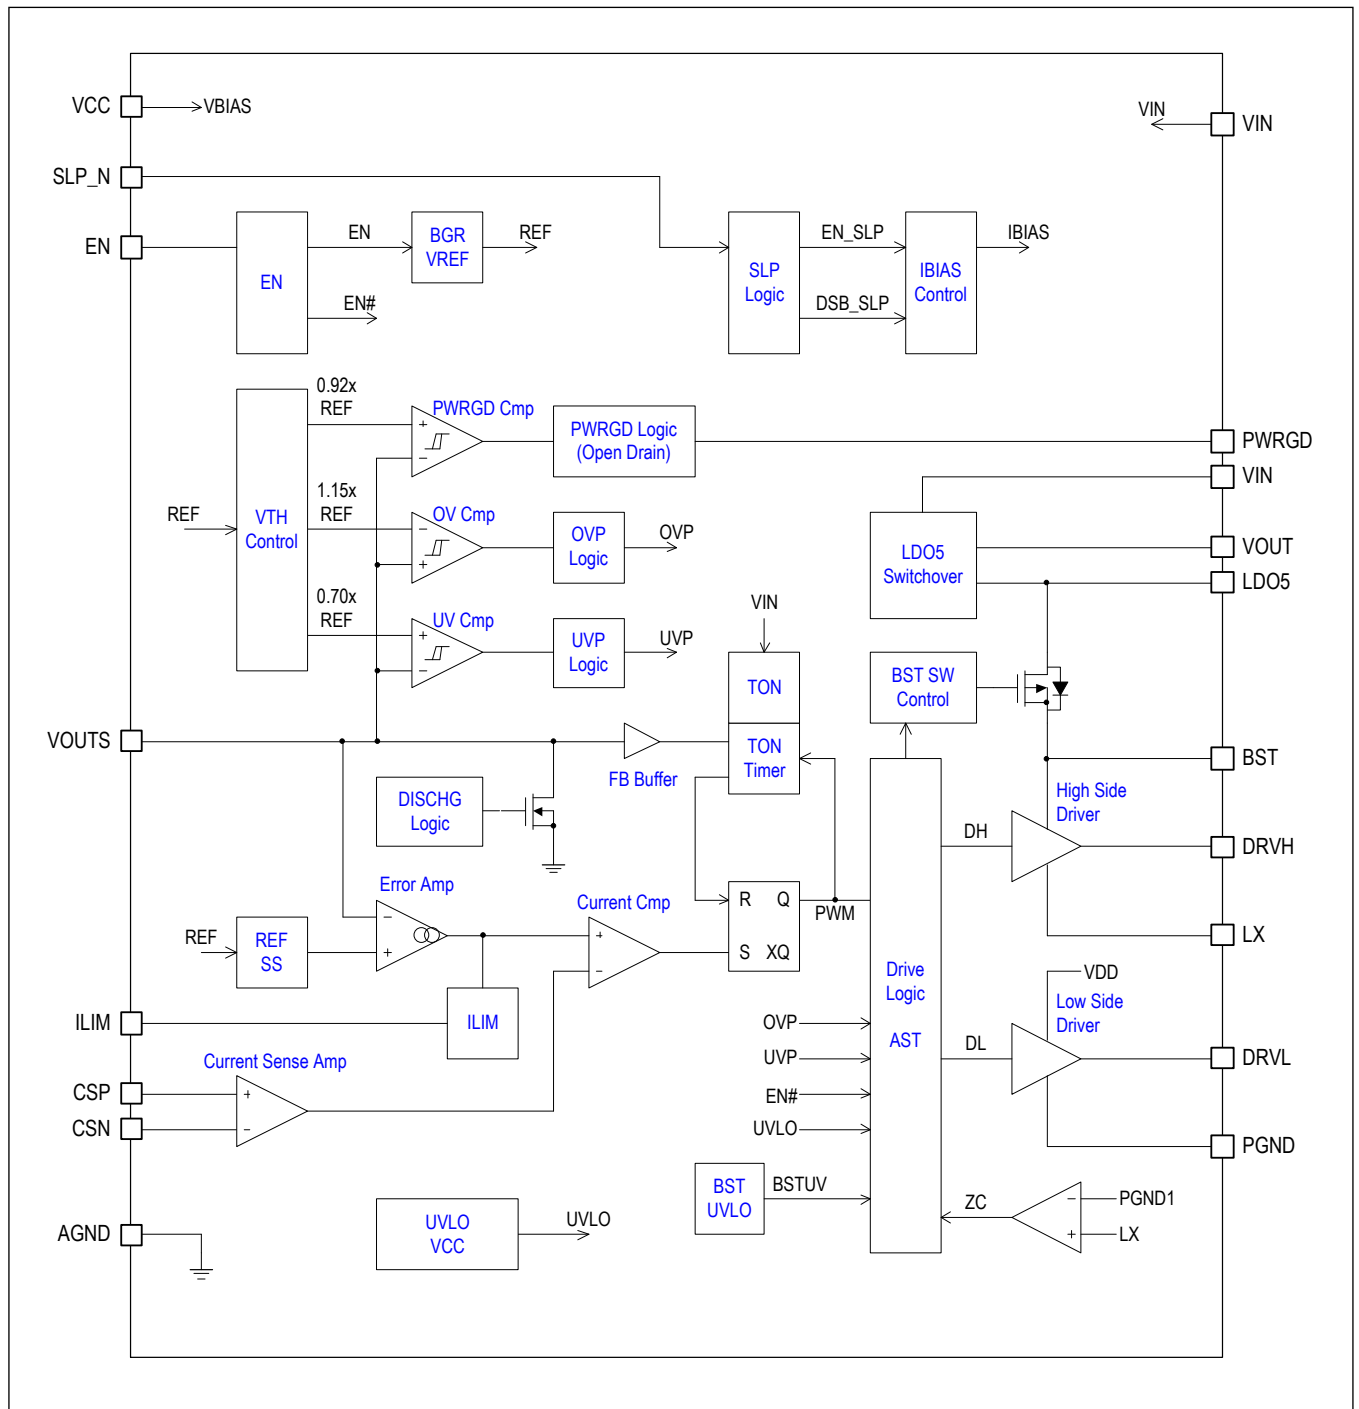 VCC
VBIAS
VIN
VIN
SLP_N
EN
EN
EN
EN#
BGR
VREF
REF
SLP
Logic
EN_SLP
DSB_SLP
IBIAS
Control
IBIAS
0.92x
REF
PWRGD Cmp
+
−
PWRGD Logic
(Open Drain)
PWRGD
VIN
REF
VTH
Control
1.15x
REF
OV Cmp
−
+
OVP
Logic
OVP
LDO5
Switchover
VOUT
LDO5
0.70x
REF
UV Cmp
+
−
UVP
Logic
UVP
VIN
TON
BST SW
Control
VOUTS
FB Buffer
TON
Timer
BST
DISCHG
Logic
High Side
Driver
DH
DRVH
Error Amp
−
+
REF
REF
SS
Current Cmp
+
−
R
Q
S
XQ
PWM
LX
Drive
Logic
AST
VDD
Low Side
Driver
ILIM
ILIM
OVP
UVP
EN#
UVLO
DL
DRVL
Current Sense Amp
CSP
+
CSN
−
PGND
BST
UVLO
BSTUV
ZC
−
PGND1
+
LX
AGND
UVLO
VCC
UVLO